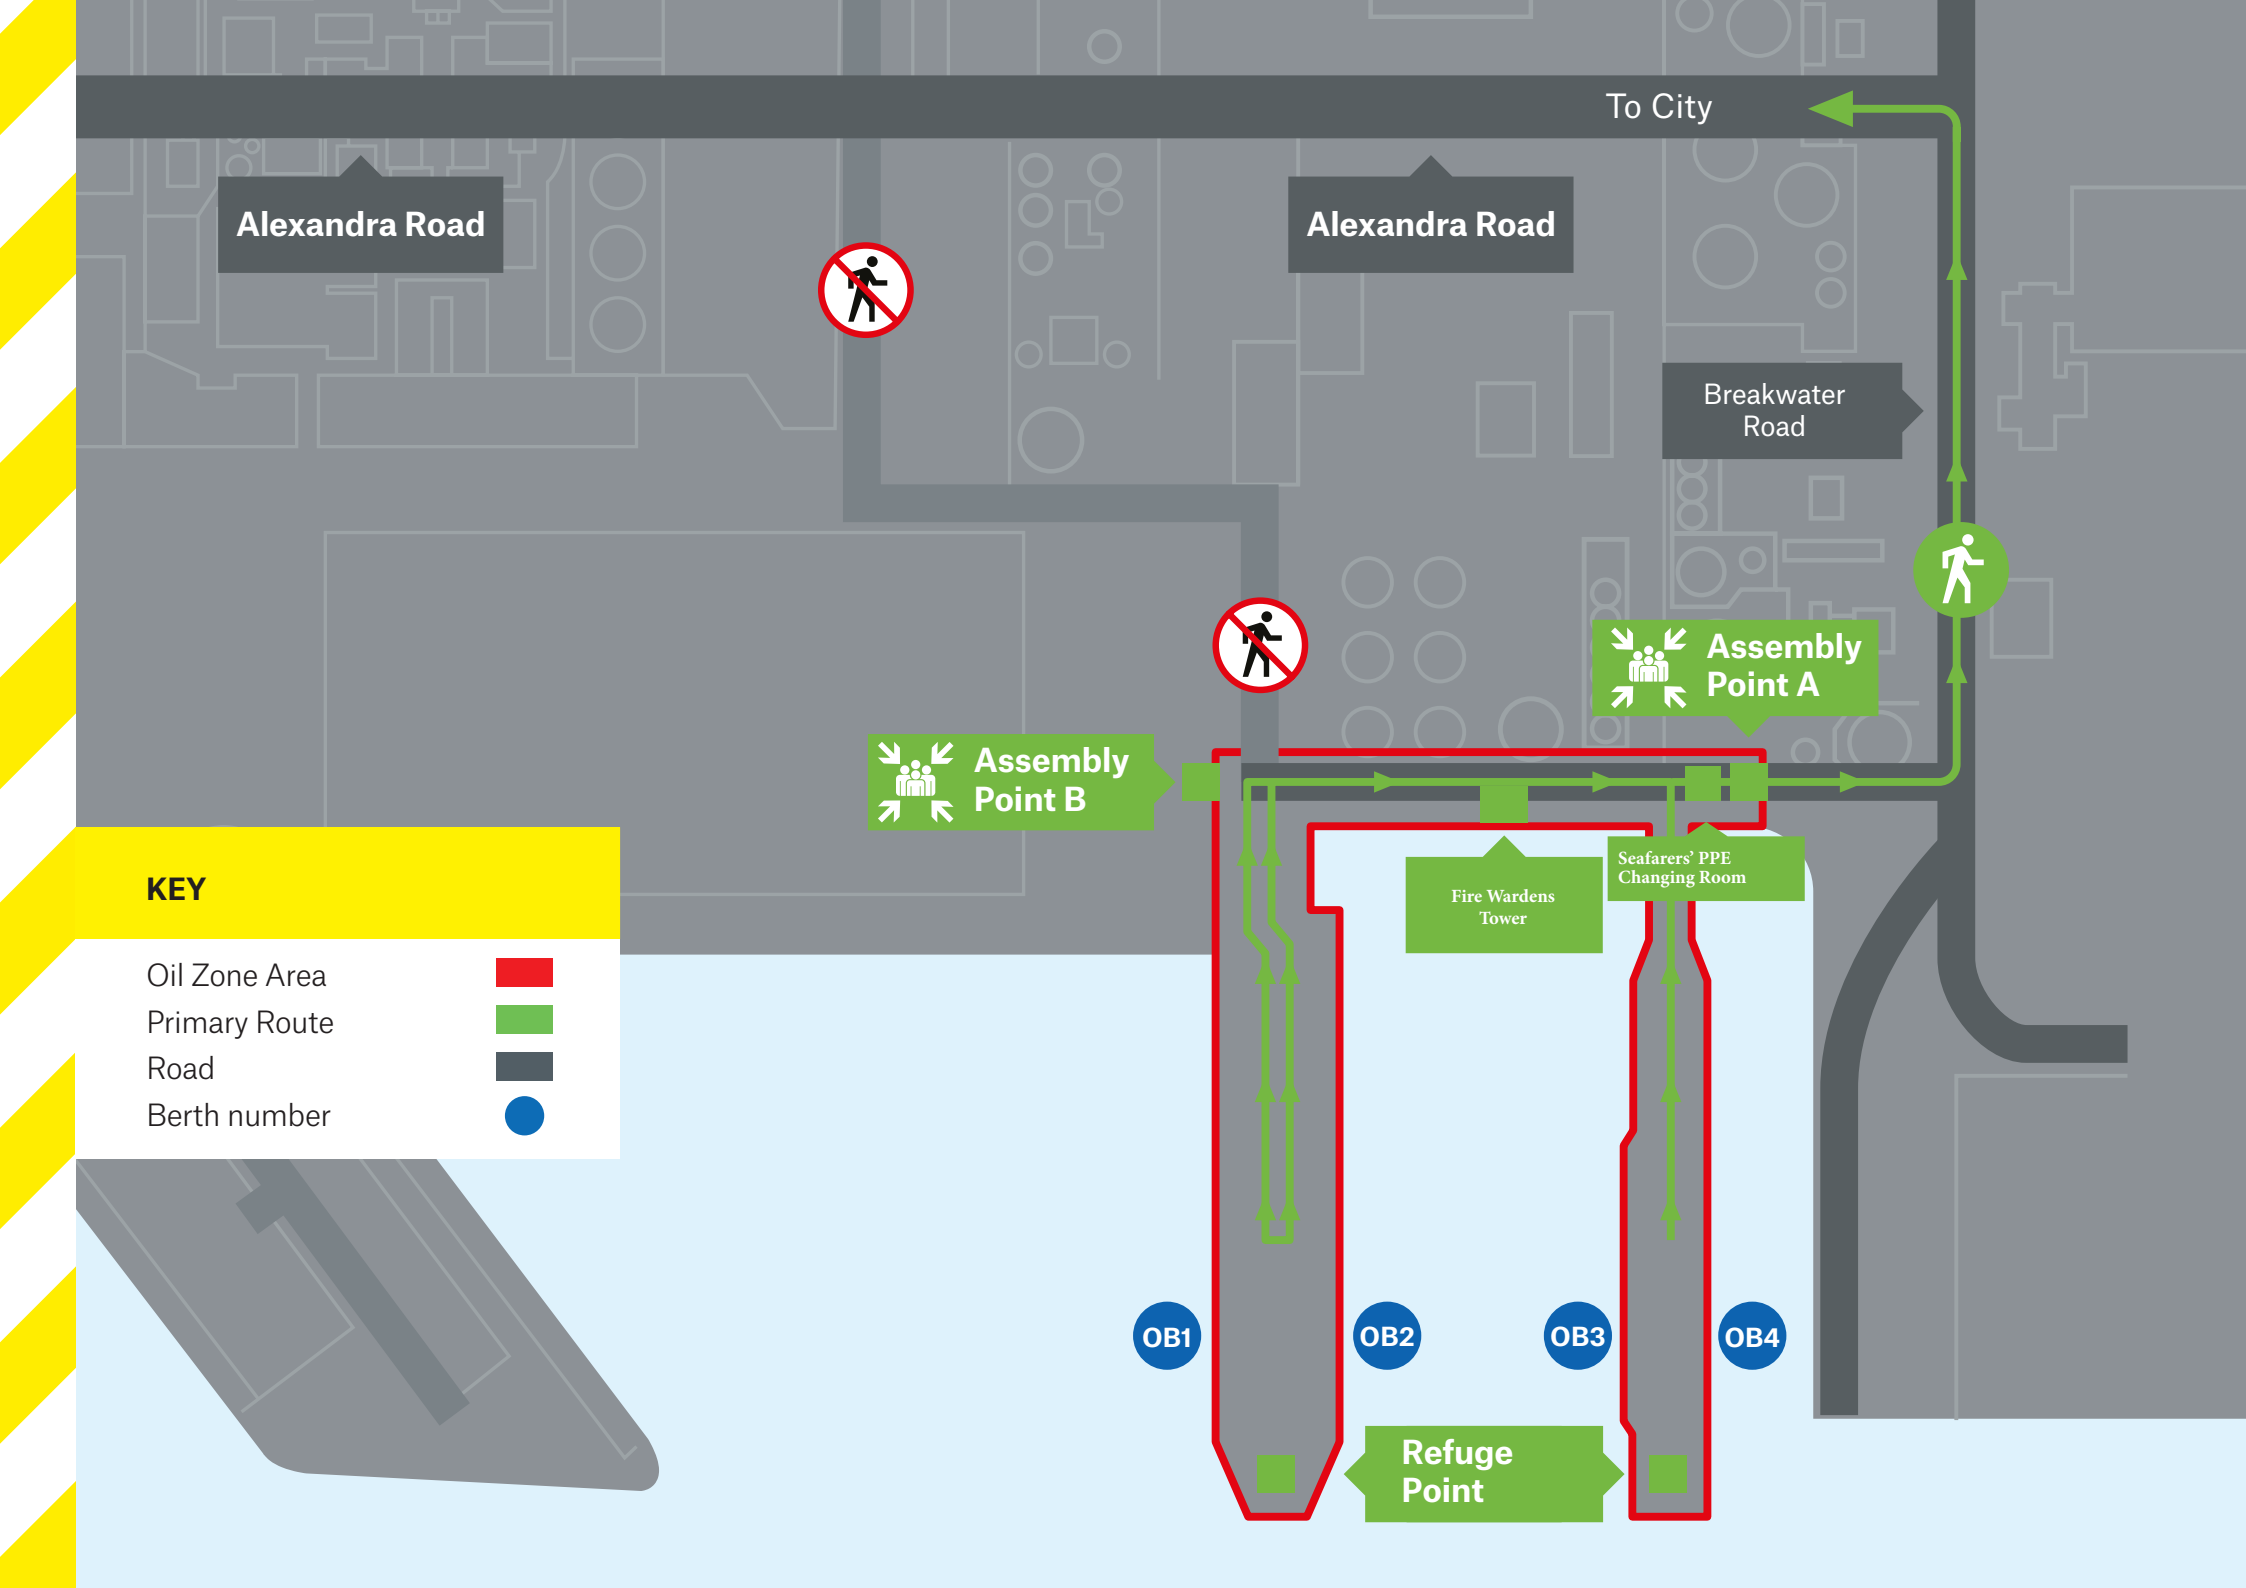 To City
Alexandra Road
Alexandra Road
Breakwater
Road
Assembly
Point A
Assembly
Point B
Seafarers’ PPE
Changing Room
Fire Wardens
Tower
KEY
Oil Zone Area
Primary Route
Road
Berth number
OB1
OB2
OB3
OB4
Refuge
Point